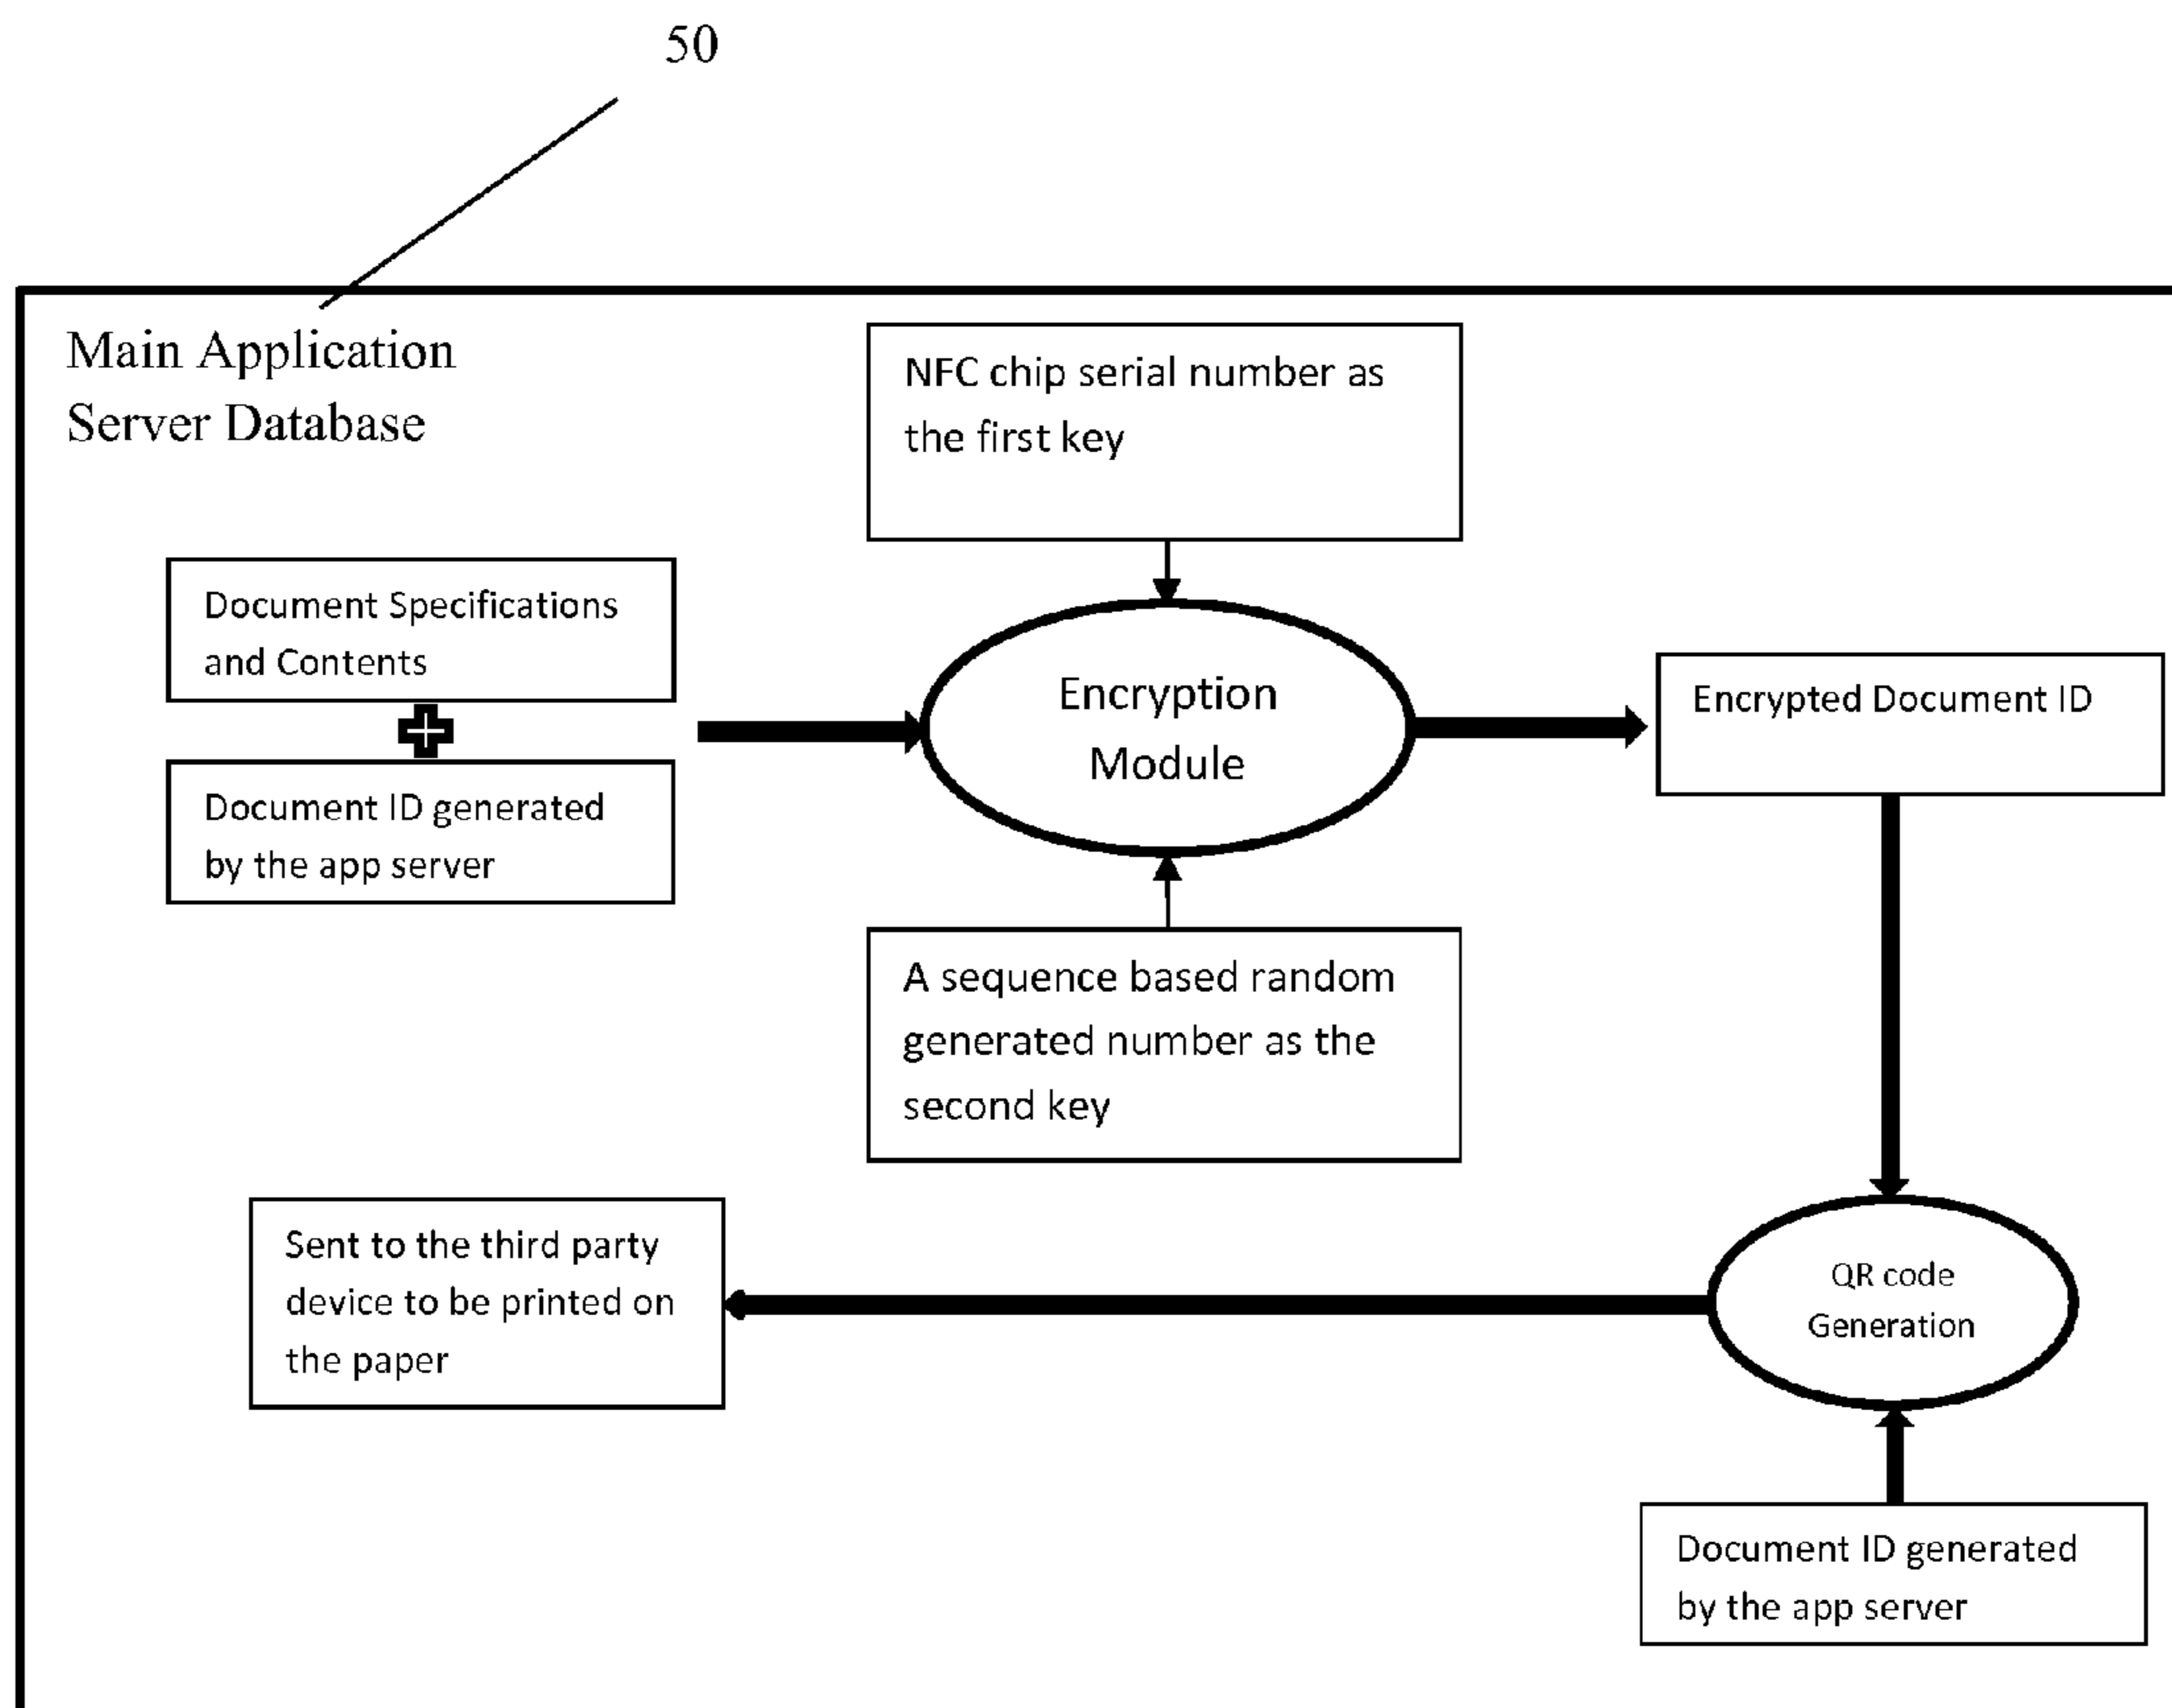 50
Main Application
Server Database
NFC chip serial number as
the first key
Document Specifications
and Contents
Document ID generated
by the app server
Encryption
Module
Encrypted Document ID
A sequence based random
generated number as the
second key
Sent to the third party
device to be printed on
the paper
QR code
Generation
Document ID generated
by the app server